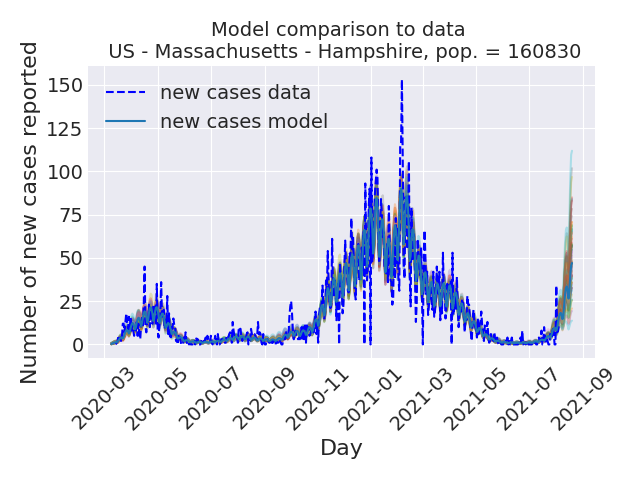 Model comparison to data
US - Massachusetts - Hampshire, pop. = 160830
Number of new cases reported
150
125
100
75
50
25
0
new cases data
new cases model
2020-03
2020-05
2020-07
2020-09
2020-11
2021-01
2021-03
2021-05
2021-07
2021-09
Day